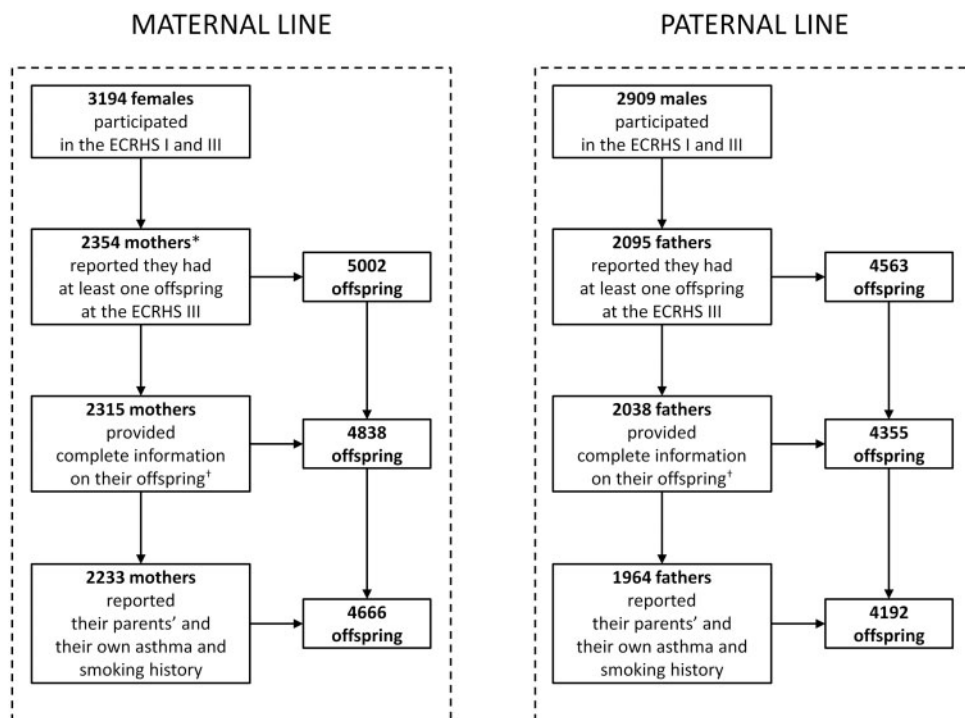 MATERNAL LINE
3194 females
participated
in the ECRHS I and III
2354 mothers*
reported they had
at least one offspring
at the ECRHS III
5002
offspring
2315 mothers
provided
complete information
on their offspring†
4838
offspring
2233 mothers
reported
their parents’ and
their own asthma and
smoking history
4666
offspring
PATERNAL LINE
2909 males
participated
in the ECRHS I and III
2095 fathers
reported they had
at least one offspring
at the ECRHS III
4563
offspring
2038 fathers
provided
complete information
on their offspring†
4355
offspring
1964 fathers
reported
their parents’ and
their own asthma and
smoking history
4192
offspring